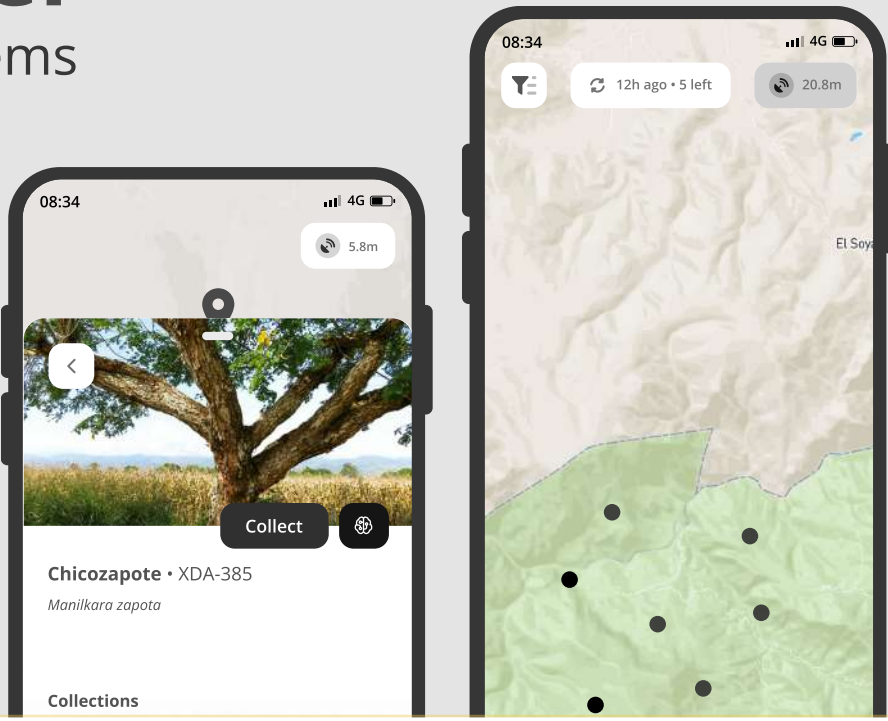 ems
08:34
4G
5.8m
Collect
Chicozapote • XDA-385
Manilkara zapota
Collections
08:34
4G
12h ago • 5 left
20.8m
El Soya